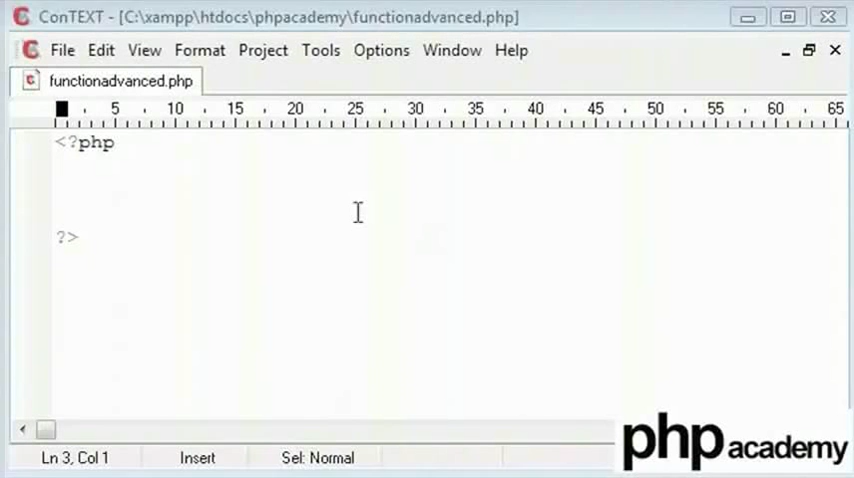 ConTEXT - [C:\xampp\htdocs\phpacademy\functionadvanced.php]
File Edit View Format Project Tools Options Window Help
functionadvanced.php
5 10 15 20 25 30 35 40 45 50 55 60 65
<?php
?>
php academy
Ln 3, Col 1 Insert Sel: Normal